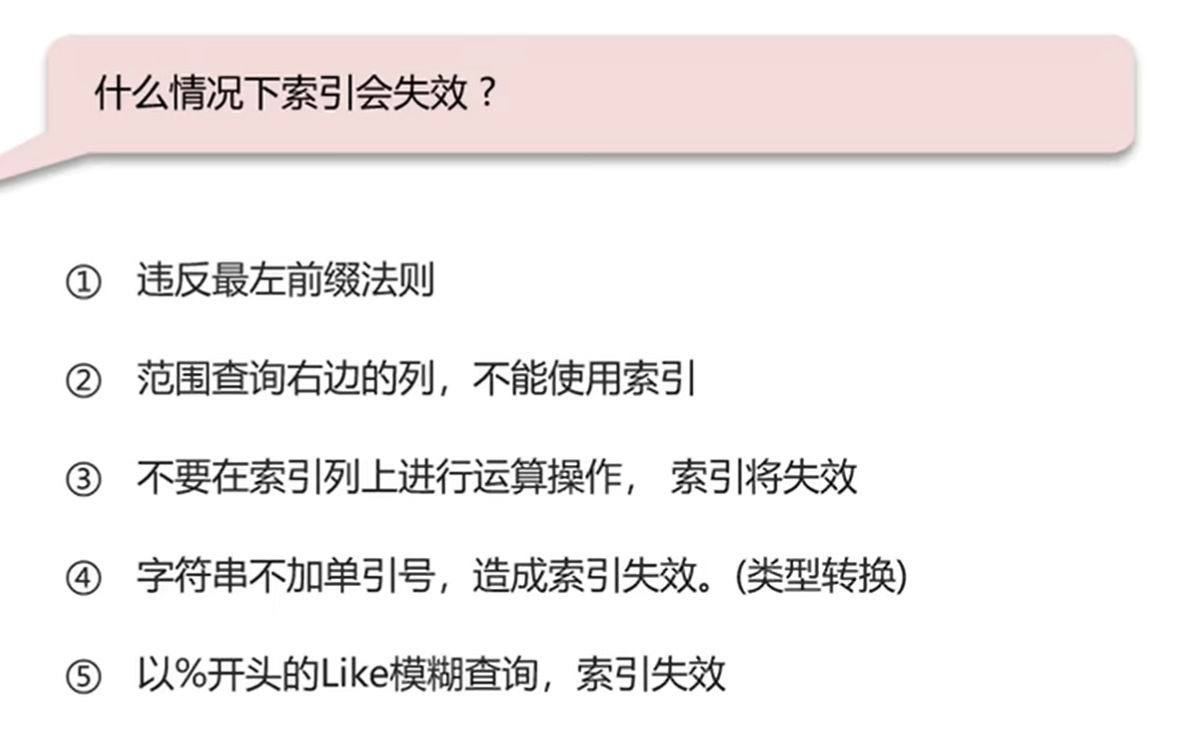 什么情况下索引会失效？
① 违反最左前缀法则
② 范围查询右边的列，不能使用索引
③ 不要在索引列上进行运算操作， 索引将失效
④ 字符串不加单引号，造成索引失效。(类型转换)
⑤ 以%开头的Like模糊查询，索引失效